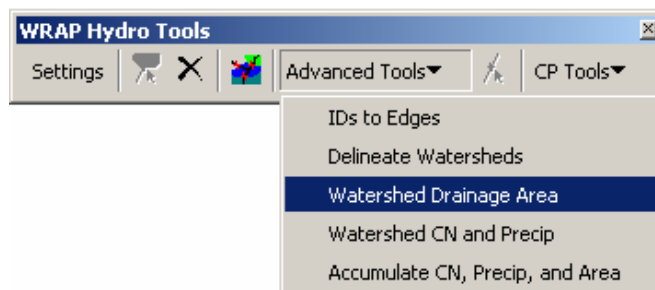 WRAP Hydro Tools
Settings Advanced Tools CP Tools
IDs to Edges
Delineate Watersheds
Watershed Drainage Area
Watershed CN and Precip
Accumulate CN, Precip, and Area